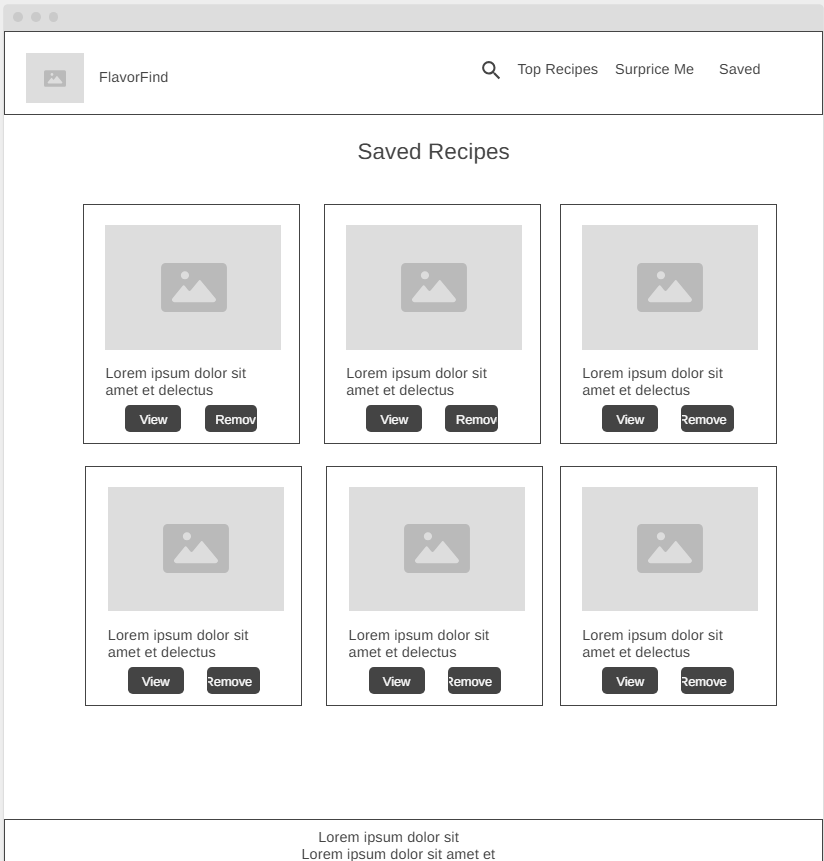 FlavorFind
Top Recipes
Surprice Me
Saved
Saved Recipes
Lorem ipsum dolor sit
amet et delectus
View
Remov
Lorem ipsum dolor sit
amet et delectus
View
Remov
Lorem ipsum dolor sit
amet et delectus
View
Remove
Lorem ipsum dolor sit
amet et delectus
View
Remove
Lorem ipsum dolor sit
amet et delectus
View
Remove
Lorem ipsum dolor sit
amet et delectus
View
Remove
Lorem ipsum dolor sit
Lorem ipsum dolor sit amet et